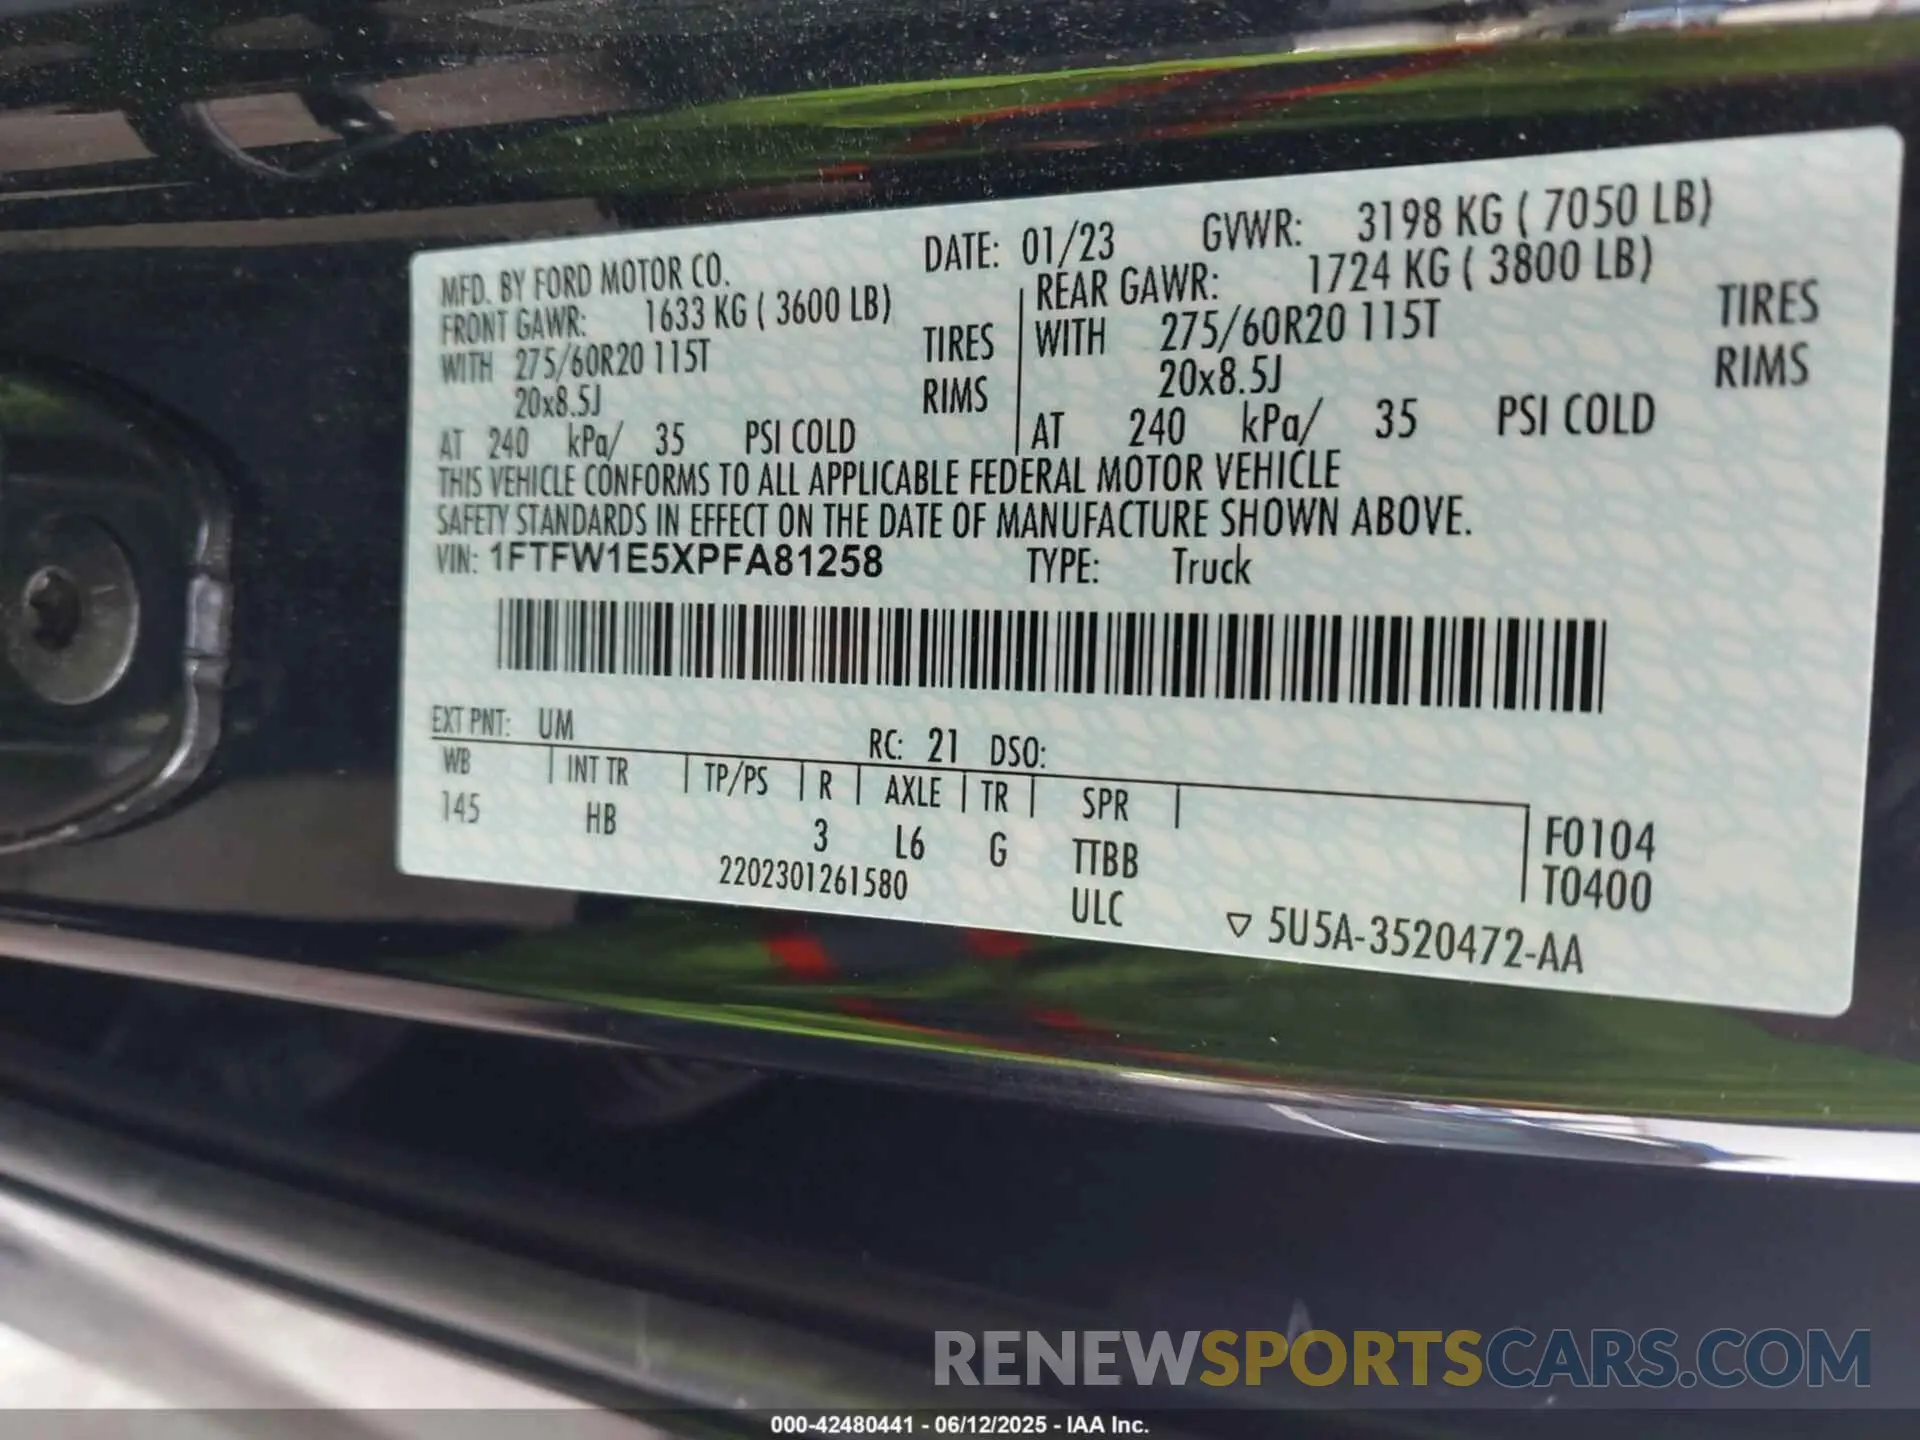 MFD. BY FORD MOTOR CO. DATE: 01/23 GVWR: 3198 KG ( 7050 LB)
FRONT GAWR: 1633 KG ( 3600 LB) REAR GAWR: 1724 KG ( 3800 LB)
WITH 275/60R20 115T TIRES WITH 275/60R20 115T TIRES
20x8.5J RIMS 20x8.5J RIMS
AT 240 kPa/ 35 PSI COLD AT 240 kPa/ 35 PSI COLD
THIS VEHICLE CONFORMS TO ALL APPLICABLE FEDERAL MOTOR VEHICLE
SAFETY STANDARDS IN EFFECT ON THE DATE OF MANUFACTURE SHOWN ABOVE.
VIN: 1FTFW1E5XPFA81258 TYPE: Truck
EXT PNT: UM RC: 21 DSO:
WB INT TR TP/PS R AXLE TR SPR
145 HB 3 L6 G TTBB F0104
2202301261580 ULC T0400
▽ 5U5A-3520472-AA
RENEWSPORTSCARS.COM
000-42480441 - 06/12/2025 - IAA Inc.